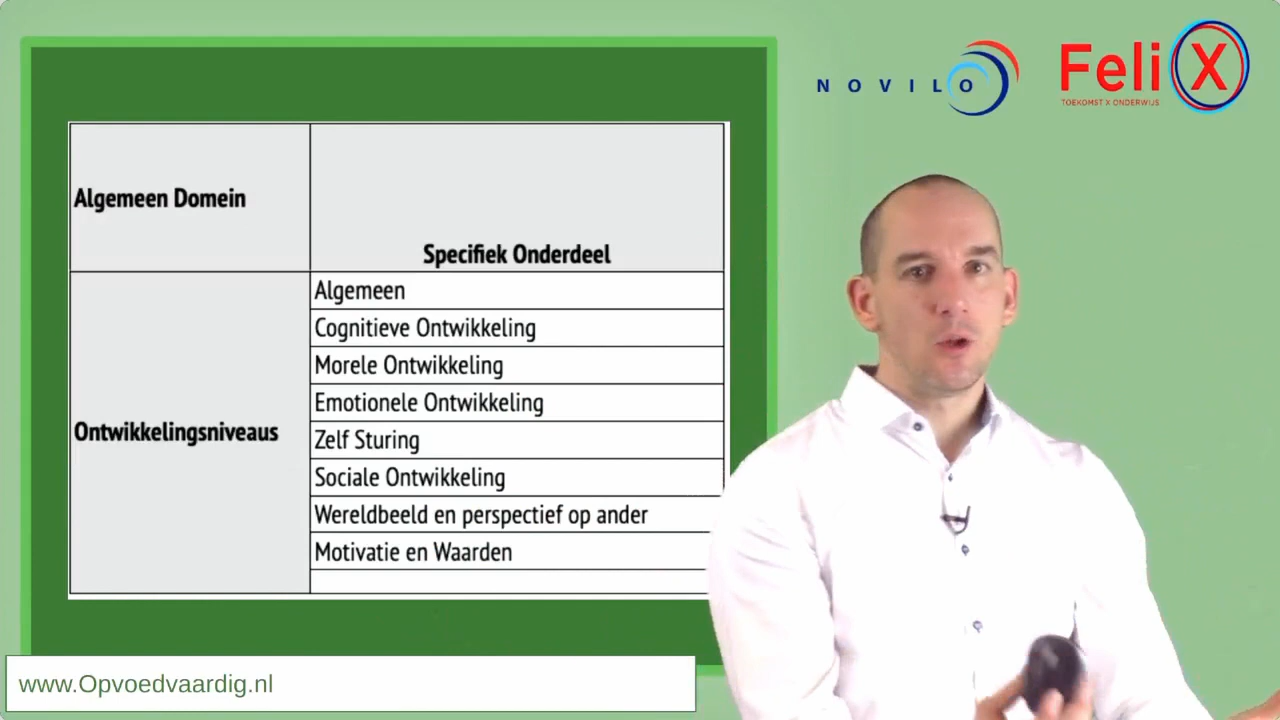 NOVILO
FeliX
TOEKOMST X ONDERWIJS
Algemeen Domein
Specifiek Onderdeel
Ontwikkelingsniveaus
Algemeen
Cognitieve Ontwikkeling
Morele Ontwikkeling
Emotionele Ontwikkeling
Zelf Sturing
Sociale Ontwikkeling
Wereldbeeld en perspectief op ander
Motivatie en Waarden
www.Opvoedvaardig.nl